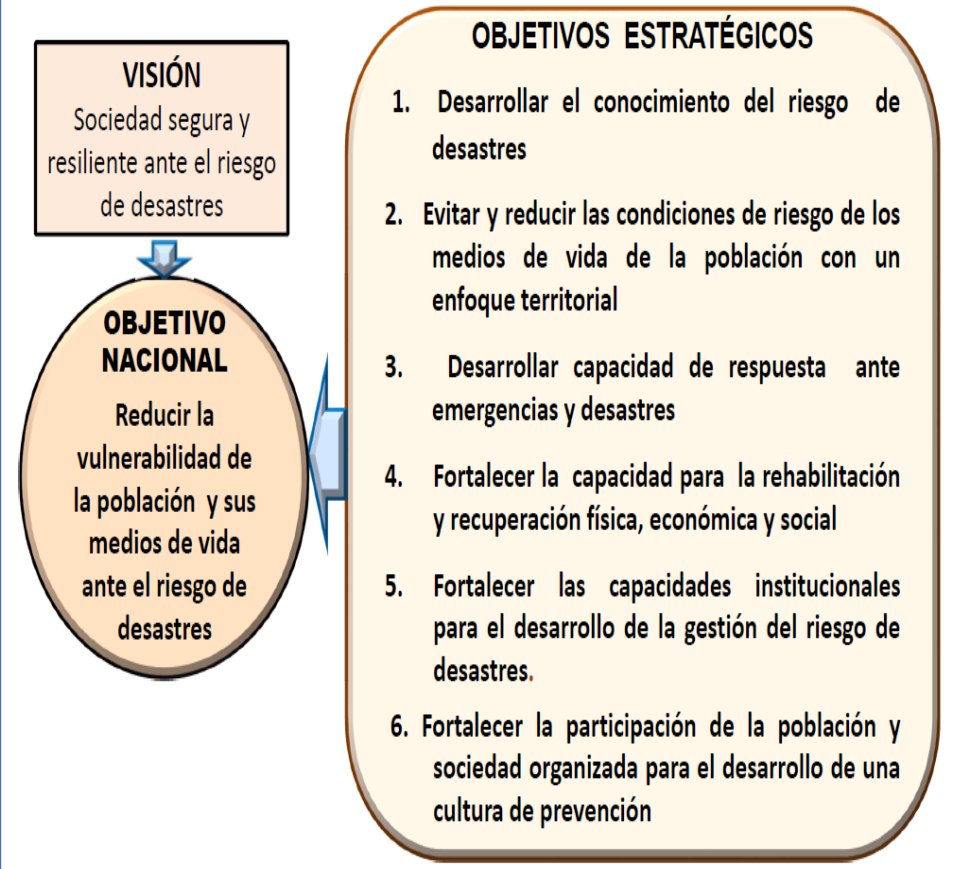 VISIÓN
Sociedad segura y
resiliente ante el riesgo
de desastres
OBJETIVO
NACIONAL
Reducir la
vulnerabilidad de
la población y sus
medios de vida
ante el riesgo de
desastres
OBJETIVOS ESTRATÉGICOS
1. Desarrollar el conocimiento del riesgo de
desastres
2. Evitar y reducir las condiciones de riesgo de los
medios de vida de la población con un
enfoque territorial
3. Desarrollar capacidad de respuesta ante
emergencias y desastres
4. Fortalecer la capacidad para la rehabilitación
y recuperación física, económica y social
5. Fortalecer las capacidades institucionales
para el desarrollo de la gestión del riesgo de
desastres.
6. Fortalecer la participación de la población y
sociedad organizada para el desarrollo de una
cultura de prevención